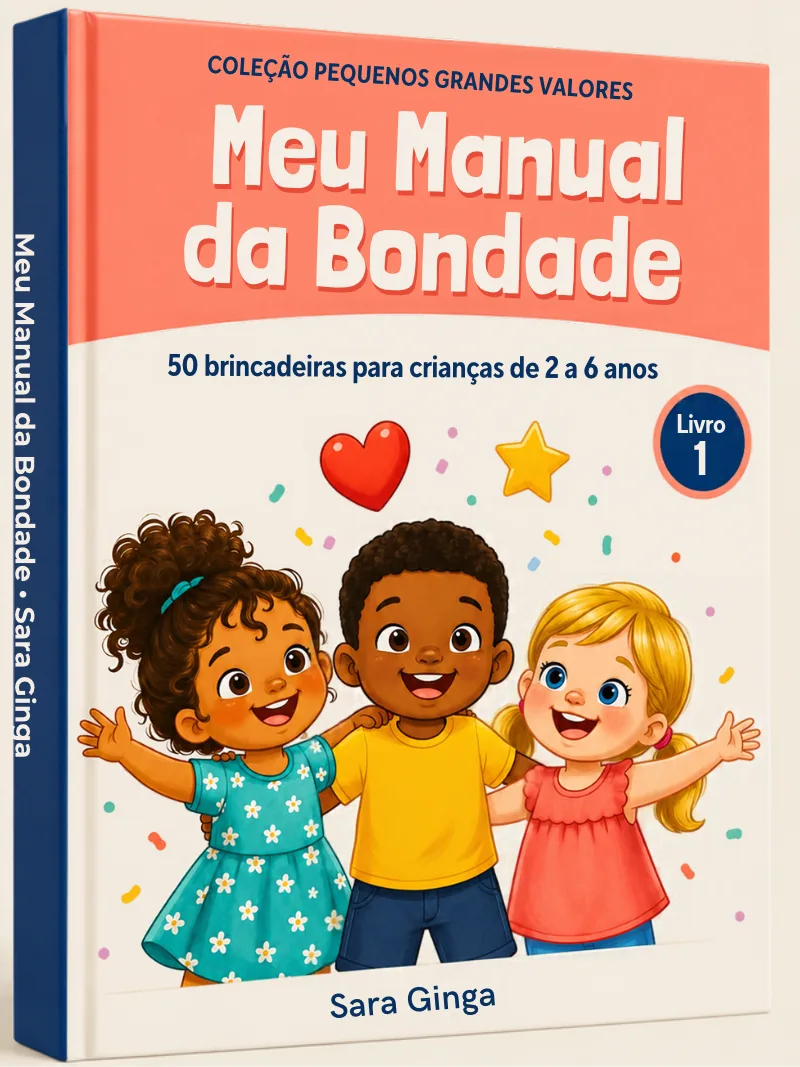 COLEÇÃO PEQUENOS GRANDES VALORES
Meu Manual
da Bondade
50 brincadeiras para crianças de 2 a 6 anos
Livro
1
Sara Ginga
Meu Manual da Bondade • Sara Ginga